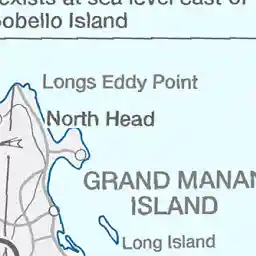 exists at sea level east of
obello Island
Longs Eddy Point
North Head
GRAND MANAN
ISLAND
Long Island